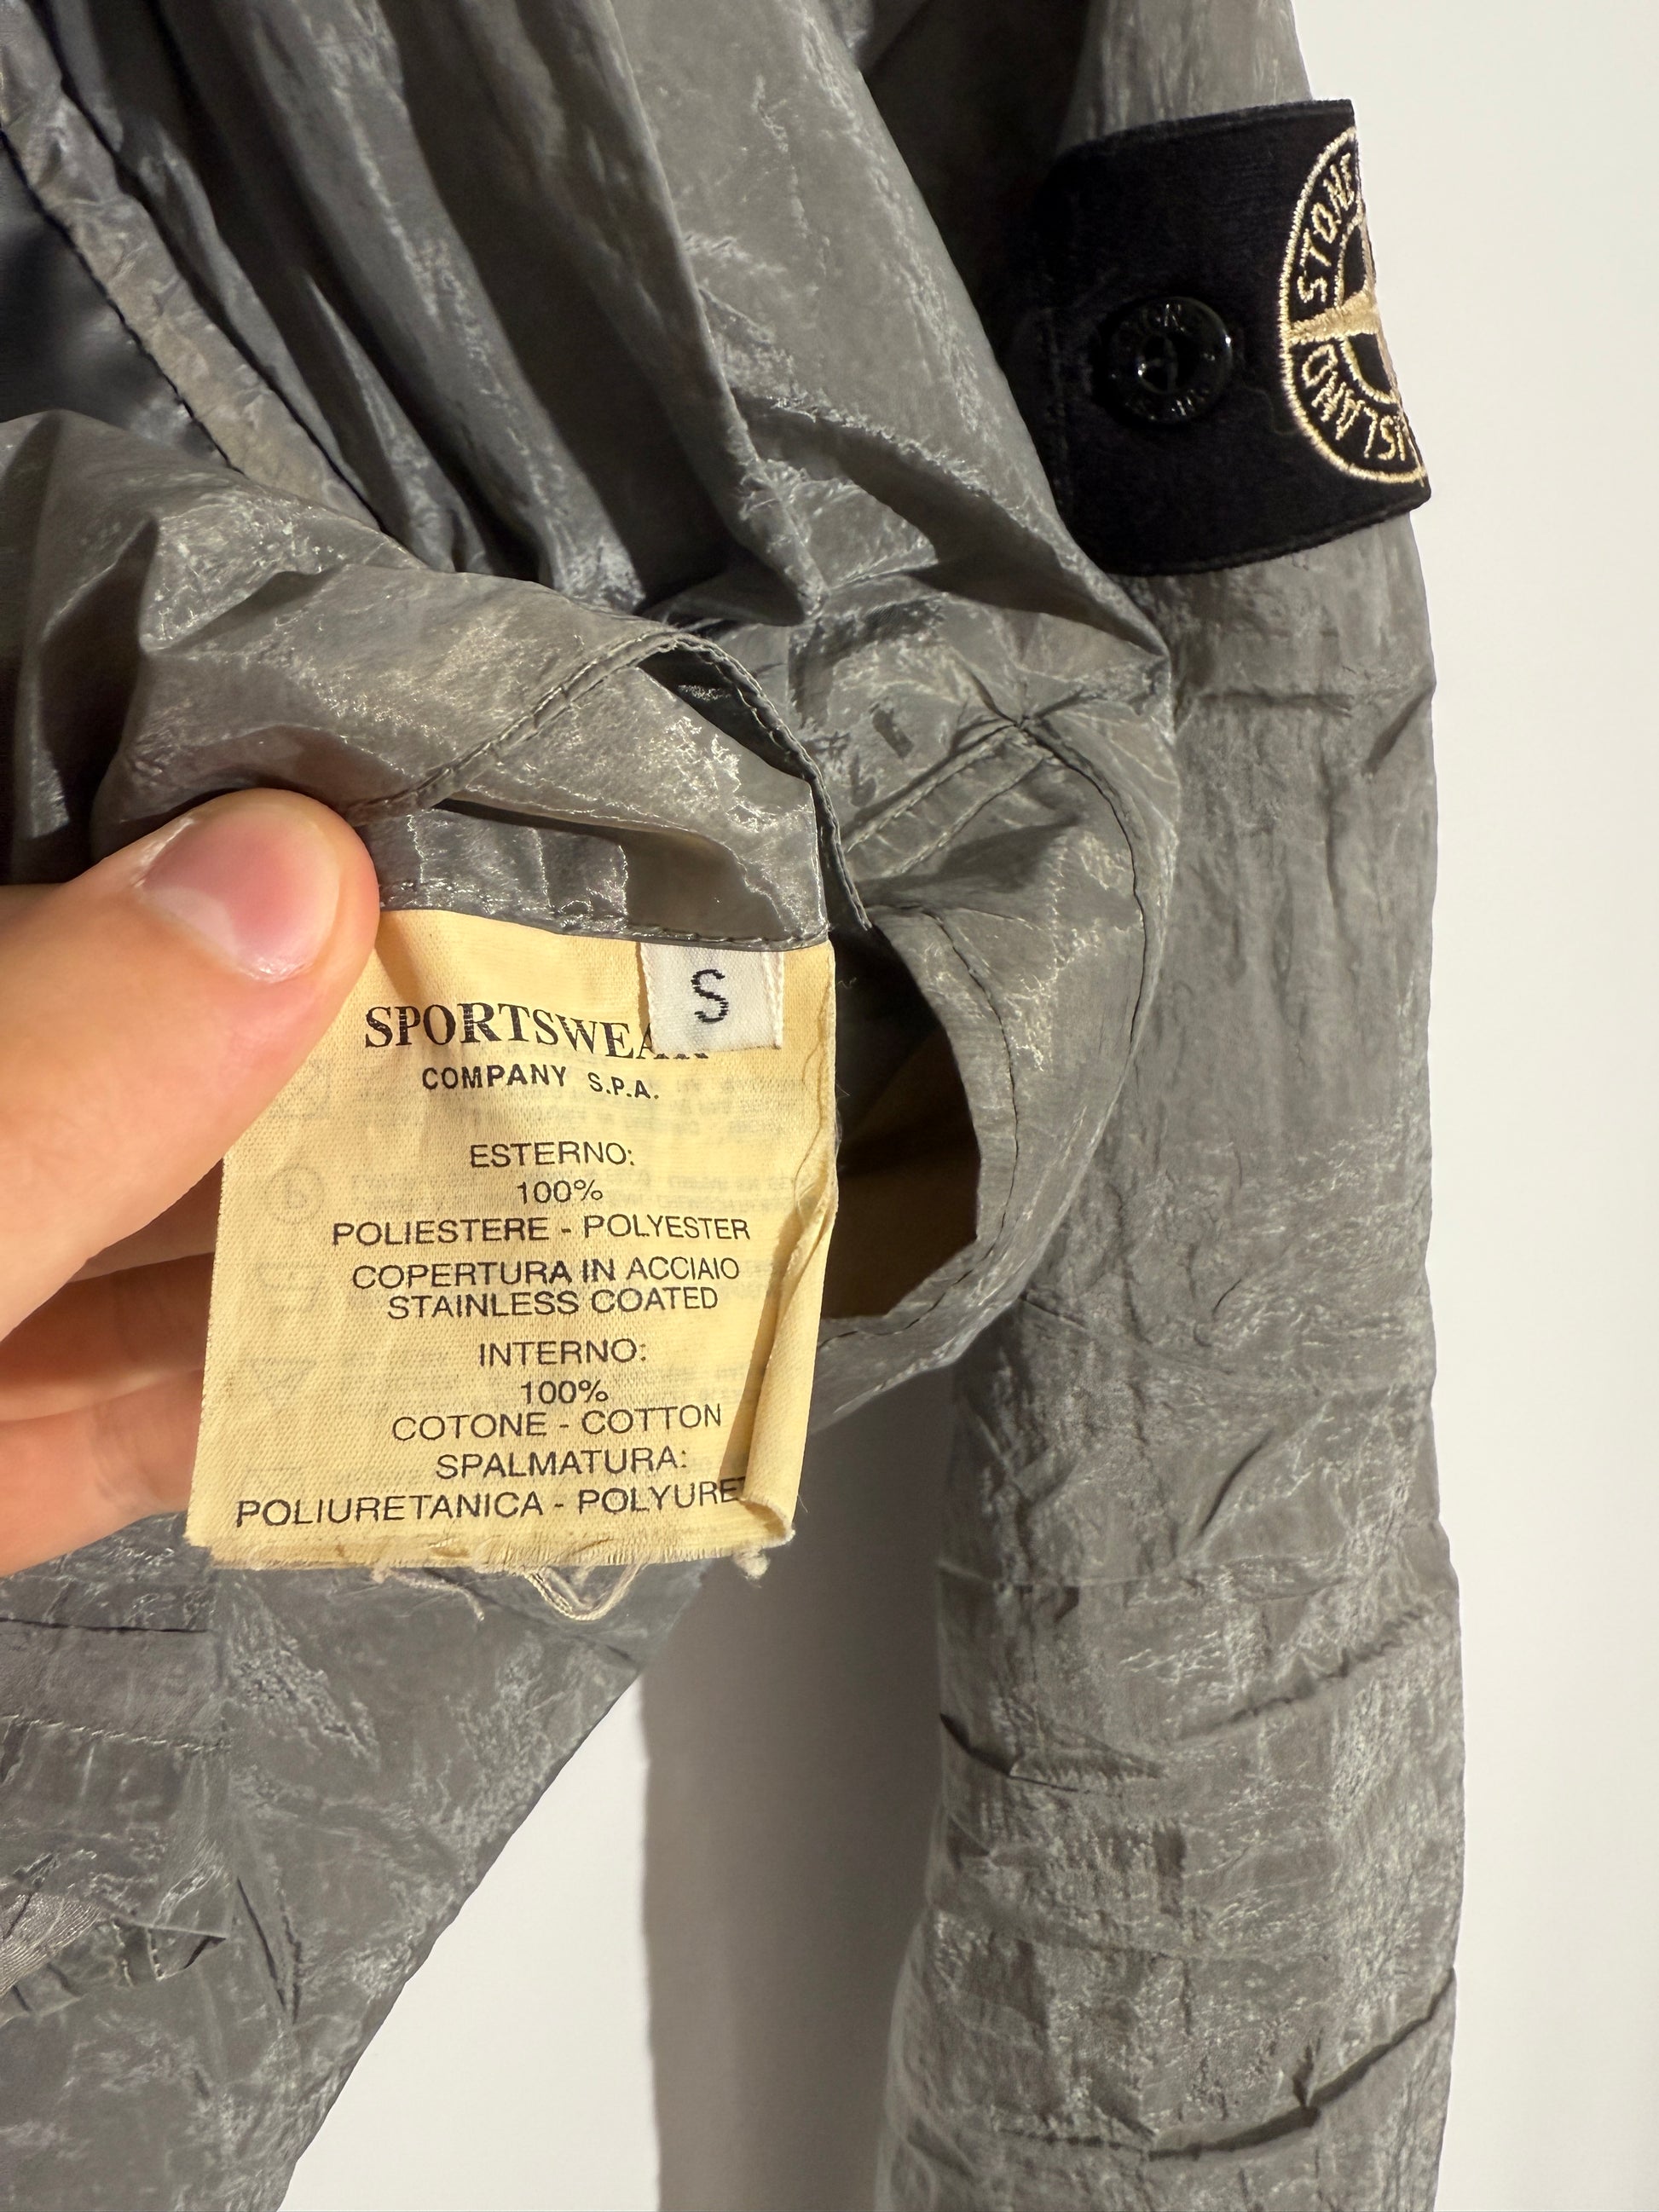 STONE
ISLAND
S
SPORTSWEAR
COMPANY S.P.A.
ESTERNO:
100%
POLIESTERE - POLYESTER
COPERTURA IN ACCIAIO
STAINLESS COATED
INTERNO:
100%
COTONE - COTTON
SPALMATURA:
POLIURETANICA - POLYURET